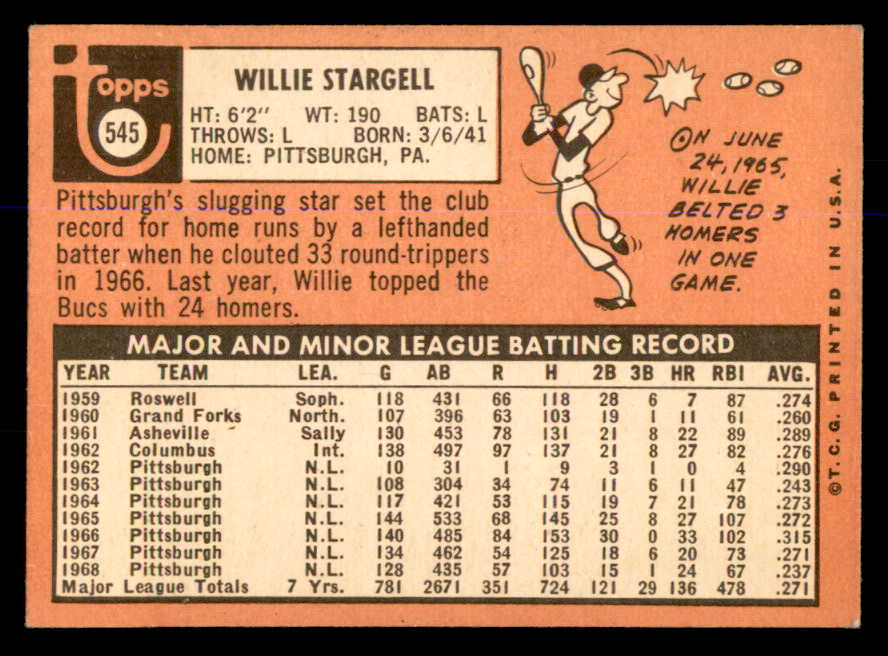 topps
545
WILLIE STARGELL
HT: 6'2" WT: 190 BATS: L
THROWS: L BORN: 3/6/41
HOME: PITTSBURGH, PA.
Pittsburgh's slugging star set the club
record for home runs by a lefthanded
batter when he clouted 33 round-trippers
in 1966. Last year, Willie topped the
Bucs with 24 homers.
ON JUNE
24, 1965,
WILLIE
BELTED 3
HOMERS
IN ONE
GAME.
MAJOR AND MINOR LEAGUE BATTING RECORD
YEAR TEAM LEA. G AB R H 2B 3B HR RBI AVG.
1959 Roswell Soph. 118 431 66 118 28 6 7 87 .274
1960 Grand Forks North. 107 396 63 103 19 1 11 61 .260
1961 Asheville Sally 130 453 78 131 21 8 22 89 .289
1962 Columbus Int. 138 497 97 137 21 8 27 82 .276
1962 Pittsburgh N.L. 10 31 1 9 3 1 0 4 .290
1963 Pittsburgh N.L. 108 304 34 74 11 6 11 47 .243
1964 Pittsburgh N.L. 117 421 53 115 19 7 21 78 .273
1965 Pittsburgh N.L. 144 533 68 145 25 8 27 107 .272
1966 Pittsburgh N.L. 140 485 84 153 30 0 33 102 .315
1967 Pittsburgh N.L. 134 462 54 125 18 6 20 73 .271
1968 Pittsburgh N.L. 128 435 57 103 15 1 24 67 .237
Major League Totals 7 Yrs. 781 2671 351 724 121 29 136 478 .271
©T.C.G. PRINTED IN U.S.A.